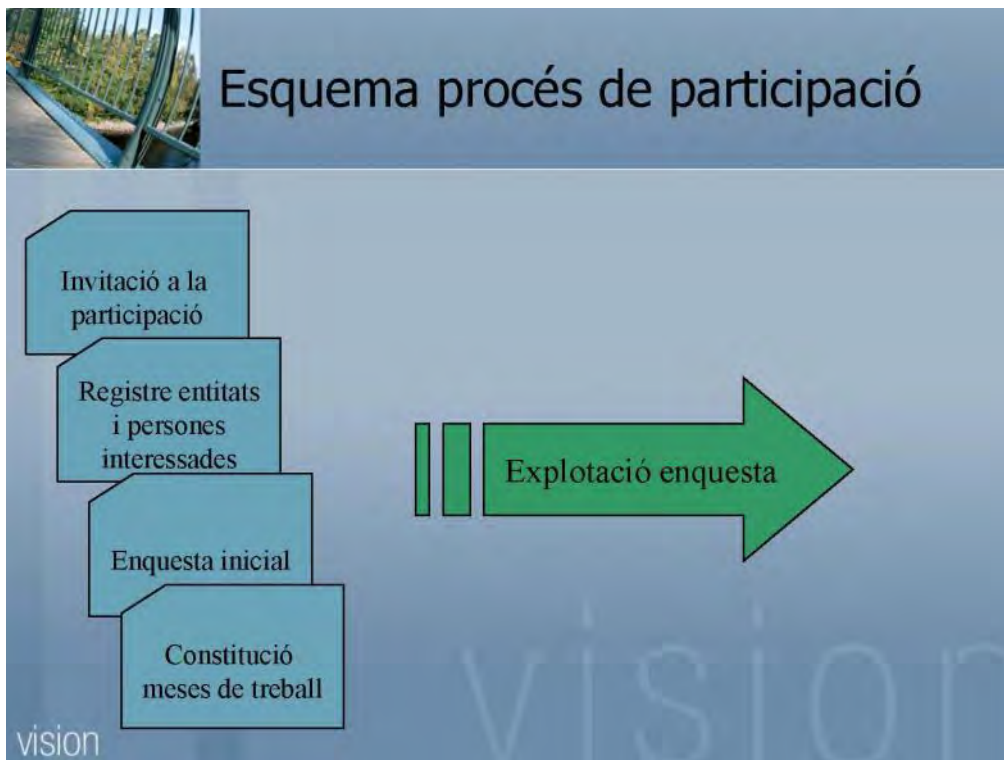 Esquema procés de participació
Invitació a la
participació
Registre entitats
i persones
interessades
Enquesta inicial
Constitució
meses de treball
Explotació enquesta
vision
vision